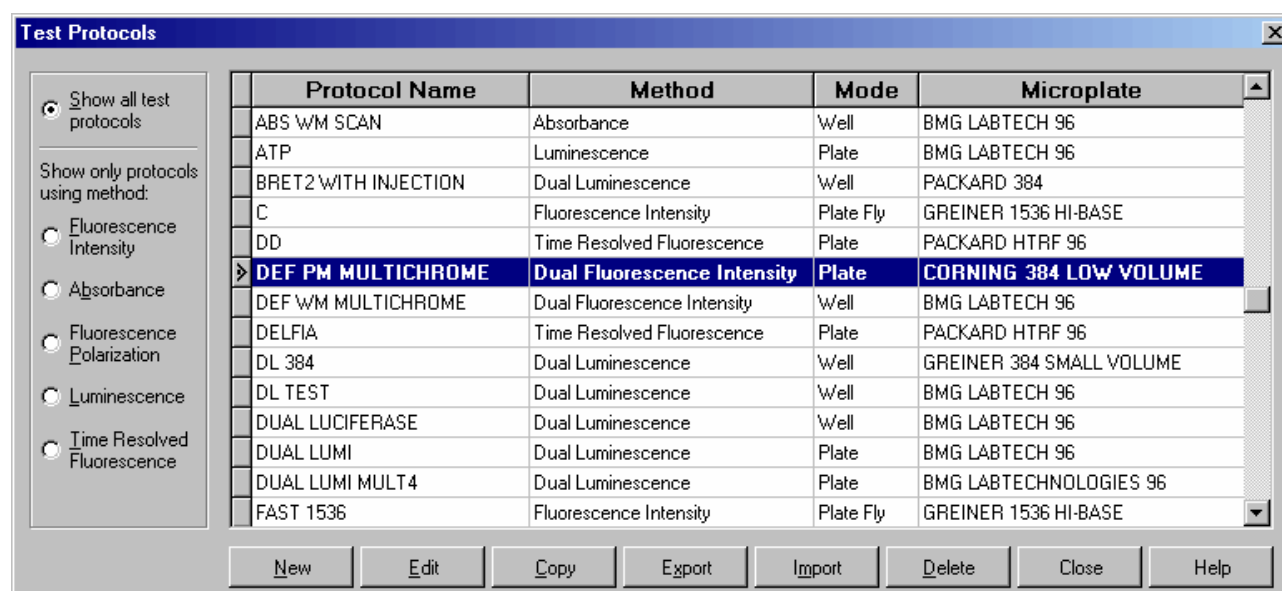 Test Protocols
Show all test
protocols
Show only protocols
using method:
Fluorescence
Intensity
Absorbance
Fluorescence
Polarization
Luminescence
Time Resolved
Fluorescence
Protocol Name Method Mode Microplate
ABS WM SCAN Absorbance Well BMG LABTECH 96
ATP Luminescence Plate BMG LABTECH 96
BRET2 WITH INJECTION Dual Luminescence Well PACKARD 384
C Fluorescence Intensity Plate Fly GREINER 1536 HI-BASE
DD Time Resolved Fluorescence Plate PACKARD HTRF 96
DEF PM MULTICHROME Dual Fluorescence Intensity Plate CORNING 384 LOW VOLUME
DEF WM MULTICHROME Dual Fluorescence Intensity Well BMG LABTECH 96
DELFIA Time Resolved Fluorescence Plate PACKARD HTRF 96
DL 384 Dual Luminescence Well GREINER 384 SMALL VOLUME
DL TEST Dual Luminescence Well BMG LABTECH 96
DUAL LUCIFERASE Dual Luminescence Well BMG LABTECH 96
DUAL LUMI Dual Luminescence Plate BMG LABTECH 96
DUAL LUMI MULT4 Dual Luminescence Plate BMG LABTECHNOLOGIES 96
FAST 1536 Fluorescence Intensity Plate Fly GREINER 1536 HI-BASE
New Edit Copy Export Import Delete Close Help